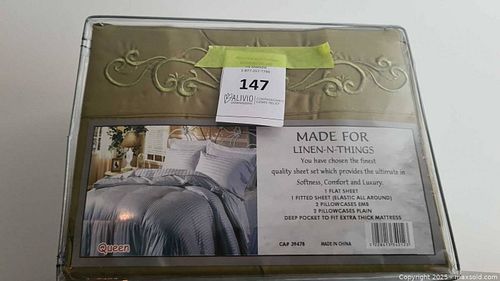 147
ALIVIO
MADE FOR
LINEN-N-THINGS
You have chosen the finest
quality sheet set which provides the ultimate in
Softness, Comfort and Luxury.
1 FLAT SHEET
1 FITTED SHEET (ELASTIC ALL AROUND)
2 PILLOWCASES EMB
2 PILLOWCASES PLAIN
DEEP POCKET TO FIT EXTRA THICK MATTRESS
Queen
CA# 39478
MADE IN CHINA
Copyright © 2025 - maxsold.com